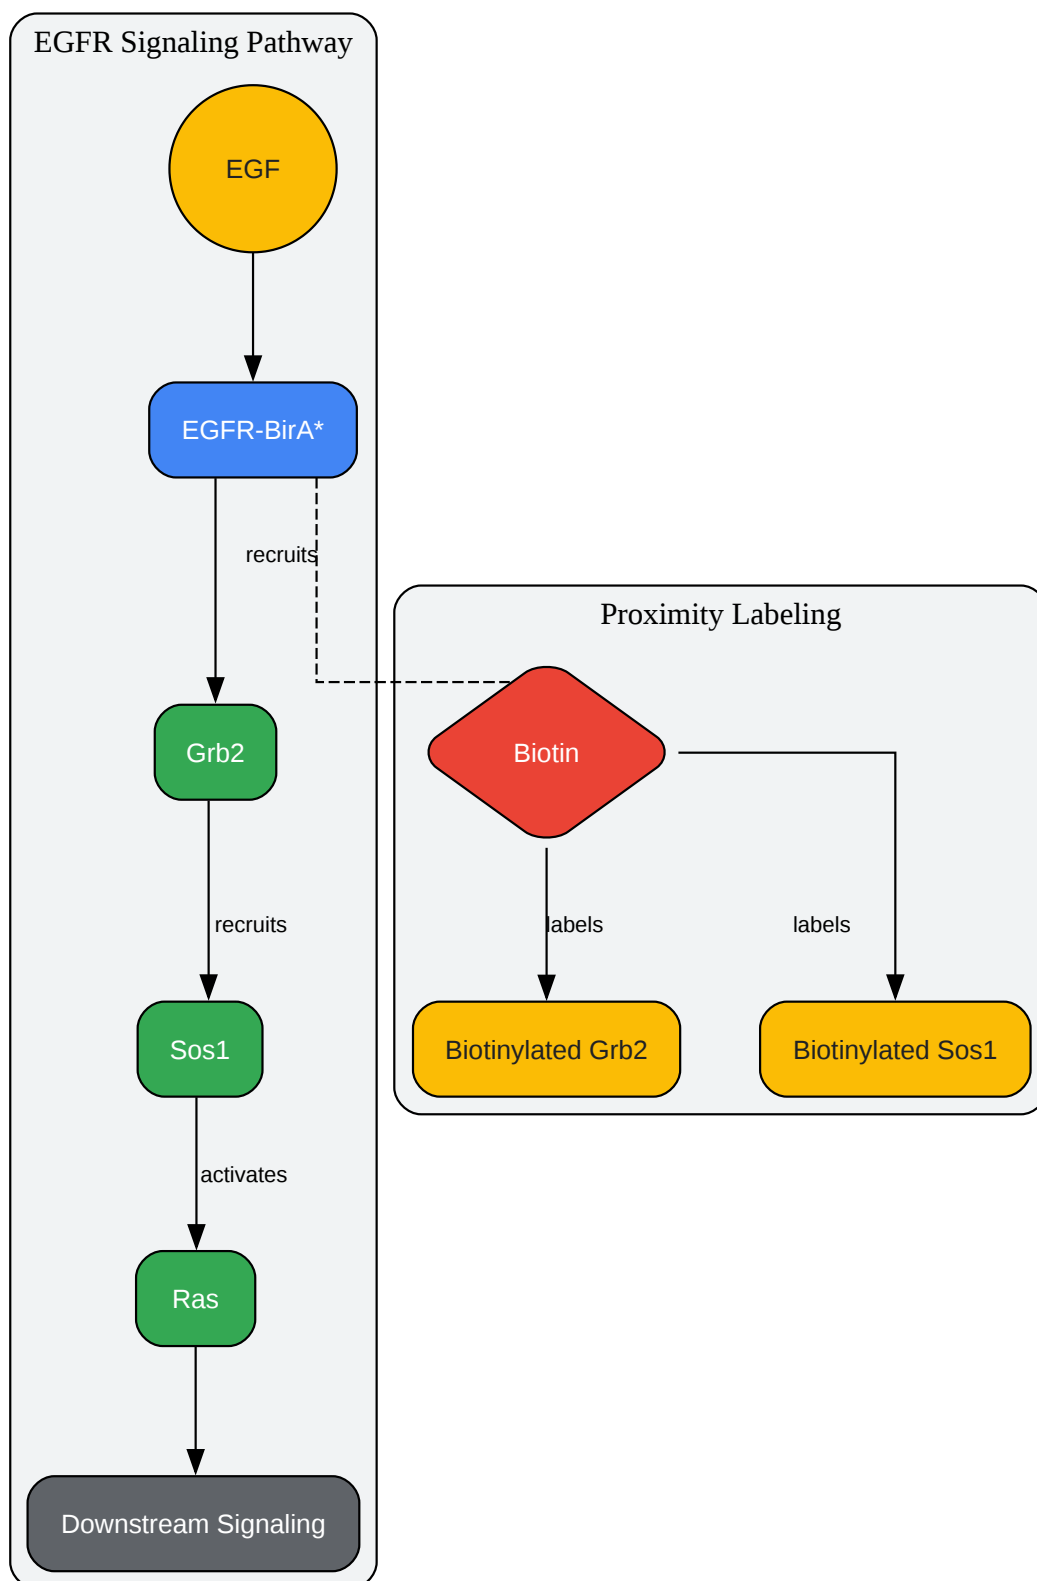 EGFR Signaling Pathway
EGF
EGFR-BirA*
recruits
Grb2
recruits
Sos1
activates
Ras
Downstream Signaling
Proximity Labeling
Biotin
labels
labels
Biotinylated Grb2
Biotinylated Sos1